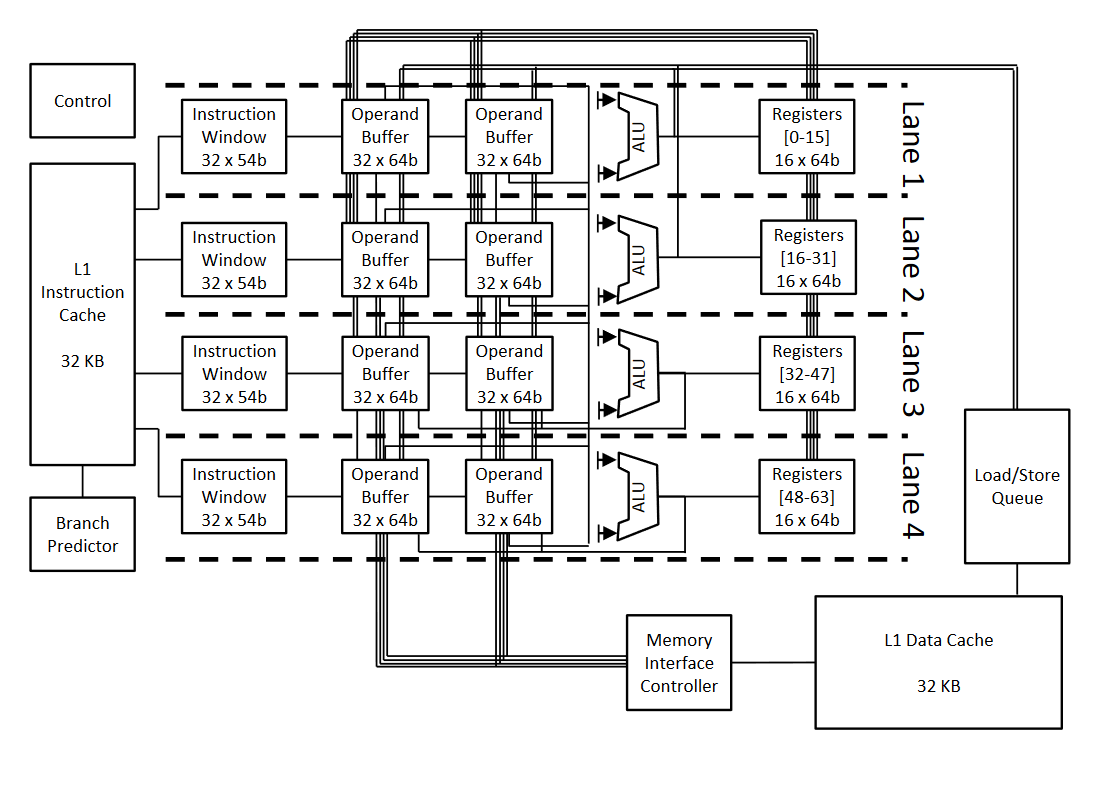 Control
L1
Instruction
Cache
32 KB
Branch
Predictor
Instruction
Window
32 x 54b
Operand
Buffer
32 x 64b
Operand
Buffer
32 x 64b
ALU
Registers
[0-15]
16 x 64b
Lane 1
Instruction
Window
32 x 54b
Operand
Buffer
32 x 64b
Operand
Buffer
32 x 64b
ALU
Registers
[16-31]
16 x 64b
Lane 2
Instruction
Window
32 x 54b
Operand
Buffer
32 x 64b
Operand
Buffer
32 x 64b
ALU
Registers
[32-47]
16 x 64b
Lane 3
Instruction
Window
32 x 54b
Operand
Buffer
32 x 64b
Operand
Buffer
32 x 64b
ALU
Registers
[48-63]
16 x 64b
Lane 4
Load/Store
Queue
Memory
Interface
Controller
L1 Data Cache
32 KB